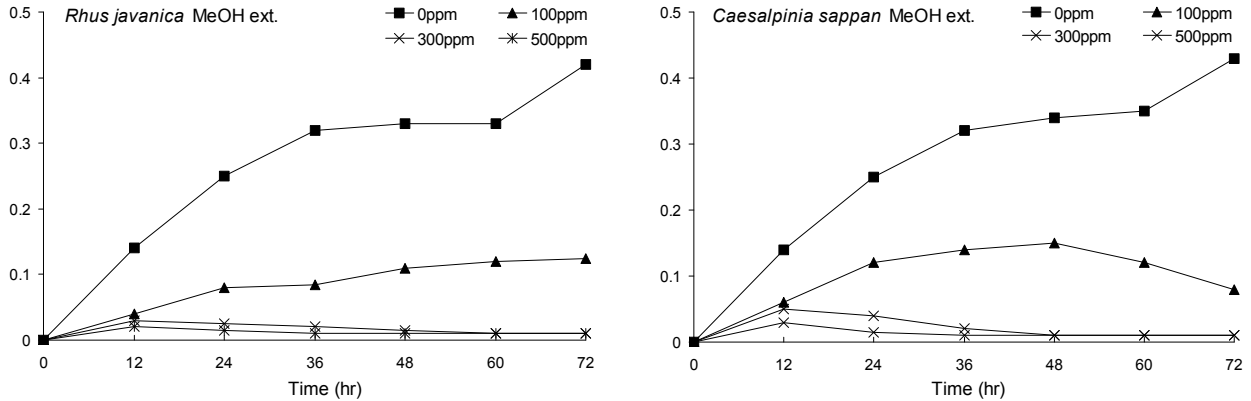 Rhus javanica MeOH ext.
0ppm 100ppm
300ppm 500ppm
0.5
0.4
0.3
0.2
0.1
0
0 12 24 36 48 60 72
Time (hr)
Caesalpinia sappan MeOH ext.
0ppm 100ppm
300ppm 500ppm
0.5
0.4
0.3
0.2
0.1
0
0 12 24 36 48 60 72
Time (hr)